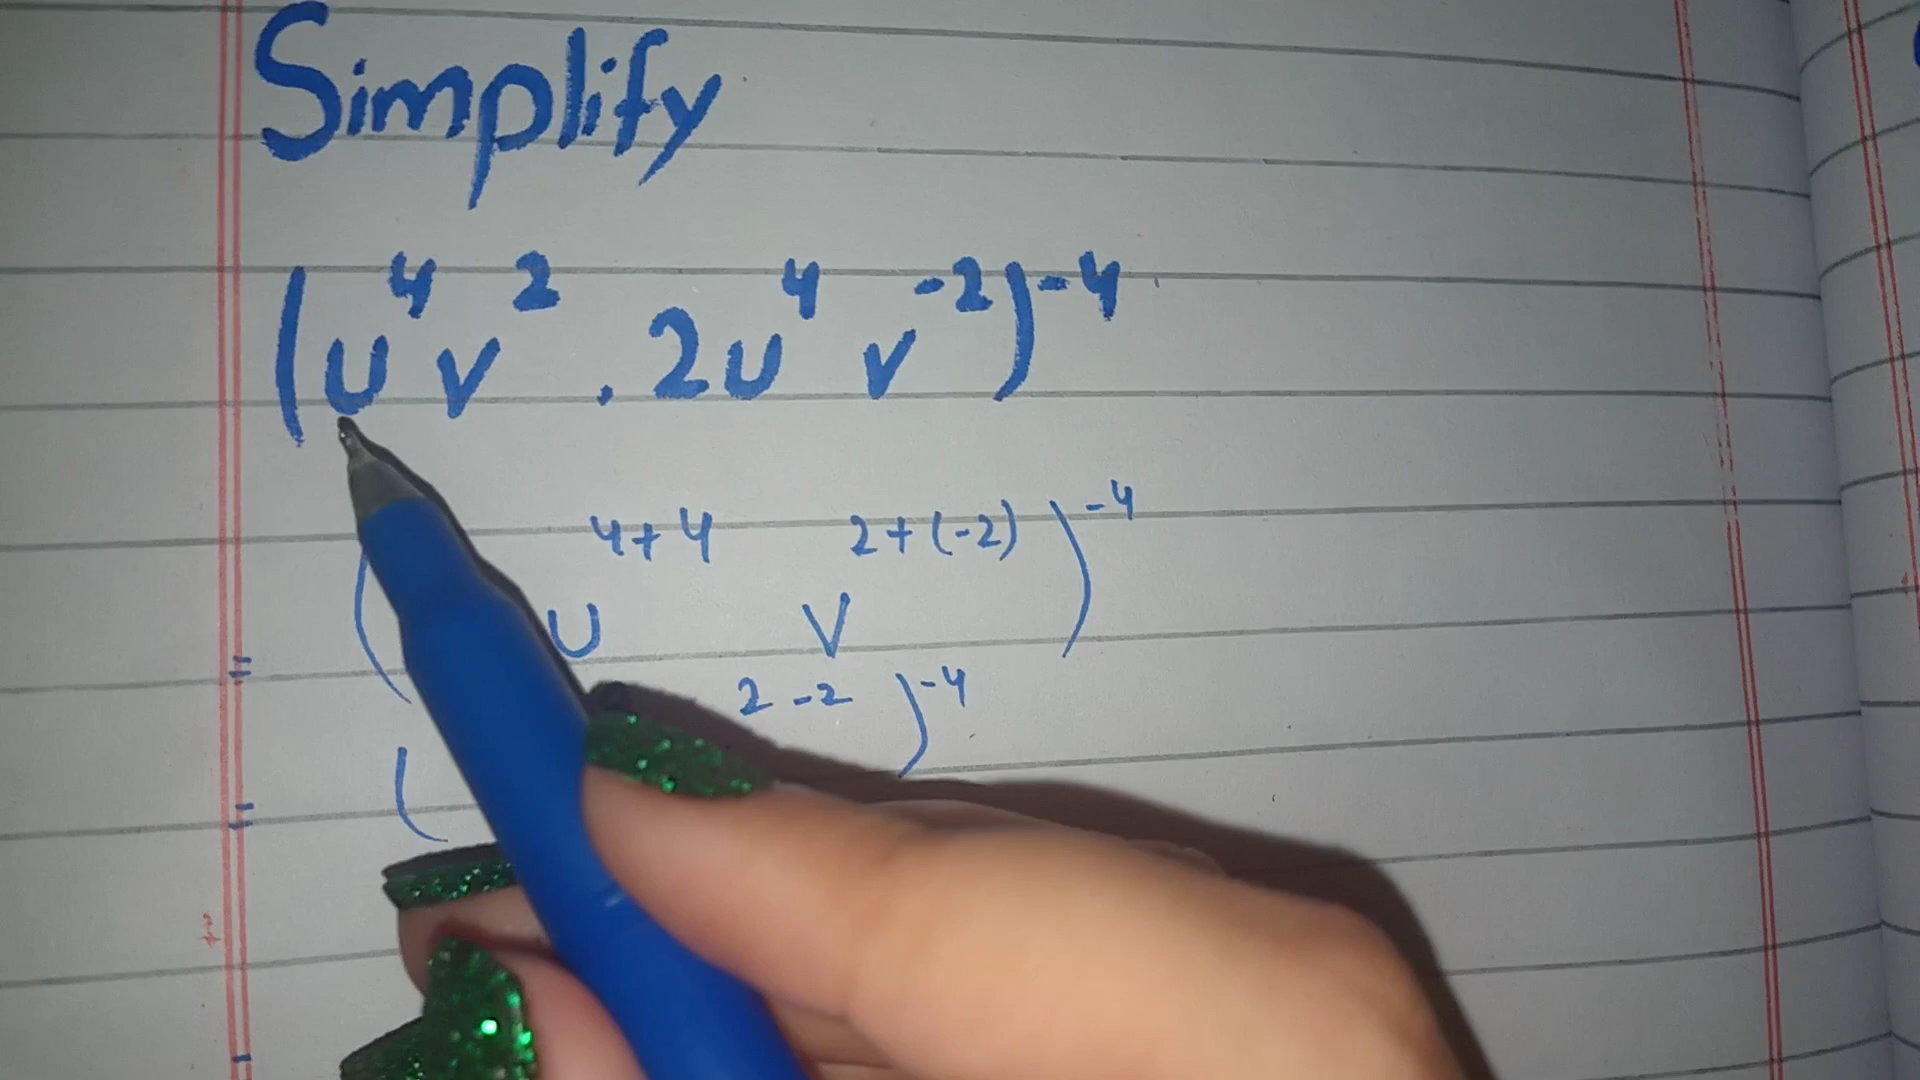 Simplify
(u⁴v² . 2u⁴v⁻²)⁻⁴
= ( u⁴⁺⁴ v²⁺⁽⁻²⁾ )⁻⁴
= ( ²⁻² )⁻⁴
=